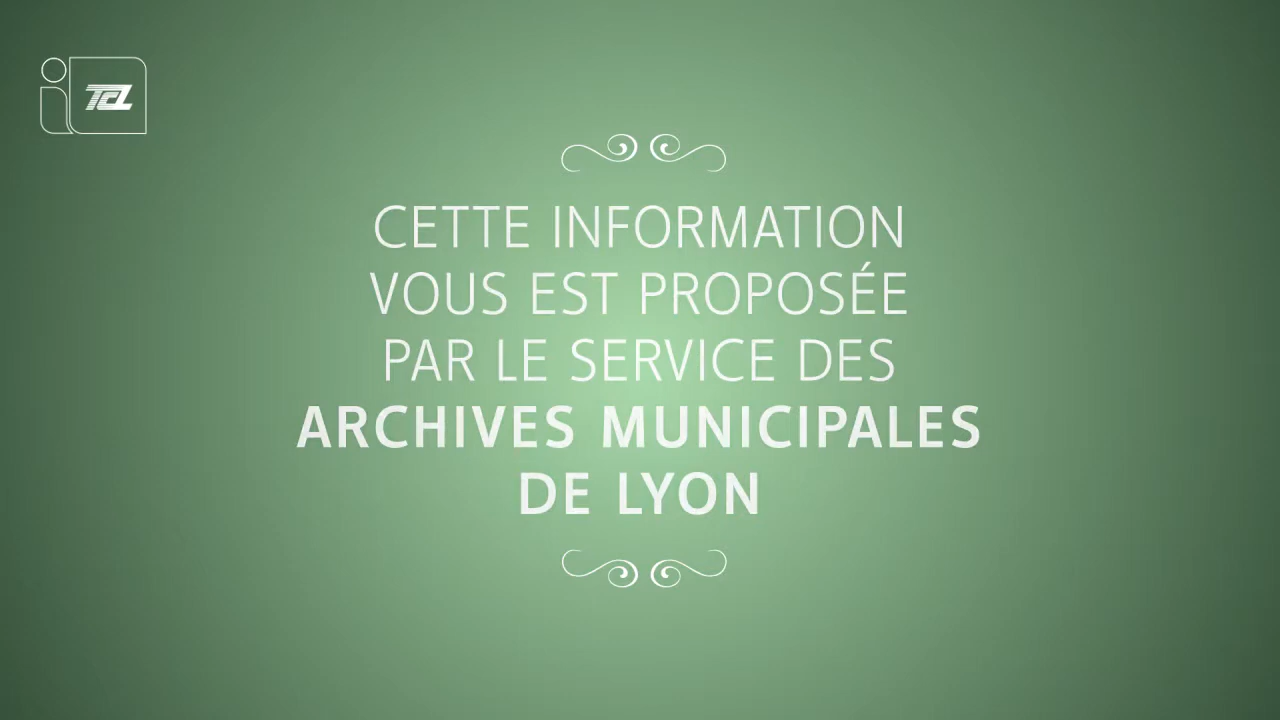 TCL
CETTE INFORMATION
VOUS EST PROPOSÉE
PAR LE SERVICE DES
ARCHIVES MUNICIPALES
DE LYON